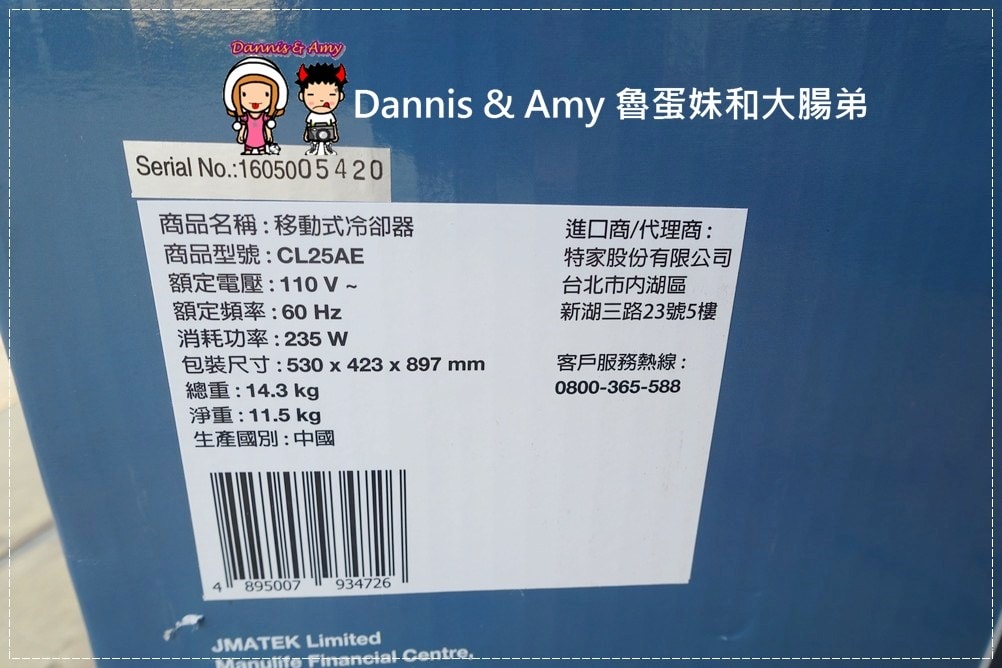 Dannis & Amy
Dannis & Amy 魯蛋妹和大腸弟
Serial No.:1605005420
商品名稱 : 移動式冷卻器
商品型號 : CL25AE
額定電壓 : 110 V ~
額定頻率 : 60 Hz
消耗功率 : 235 W
包裝尺寸 : 530 x 423 x 897 mm
總重 : 14.3 kg
淨重 : 11.5 kg
生產國別 : 中國
進口商/代理商 :
特家股份有限公司
台北市內湖區
新湖三路23號5樓
客戶服務熱線 :
0800-365-588
4 895007 934726
JMATEK Limited
Manulife Financial Centre,